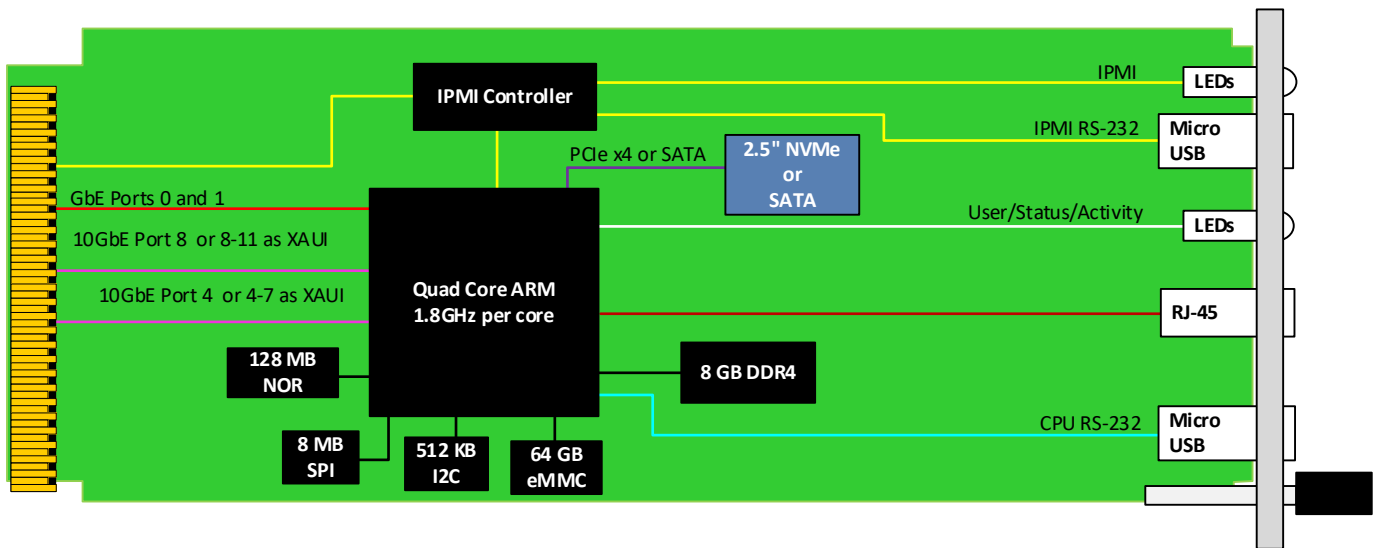 IPMI
LEDs
IPMI Controller
IPMI RS-232
Micro
USB
PCIe x4 or SATA
2.5" NVMe
or
SATA
GbE Ports 0 and 1
User/Status/Activity
LEDs
10GbE Port 8 or 8-11 as XAUI
10GbE Port 4 or 4-7 as XAUI
Quad Core ARM
1.8GHz per core
RJ-45
128 MB
NOR
8 GB DDR4
CPU RS-232
Micro
USB
8 MB
SPI
512 KB
I2C
64 GB
eMMC